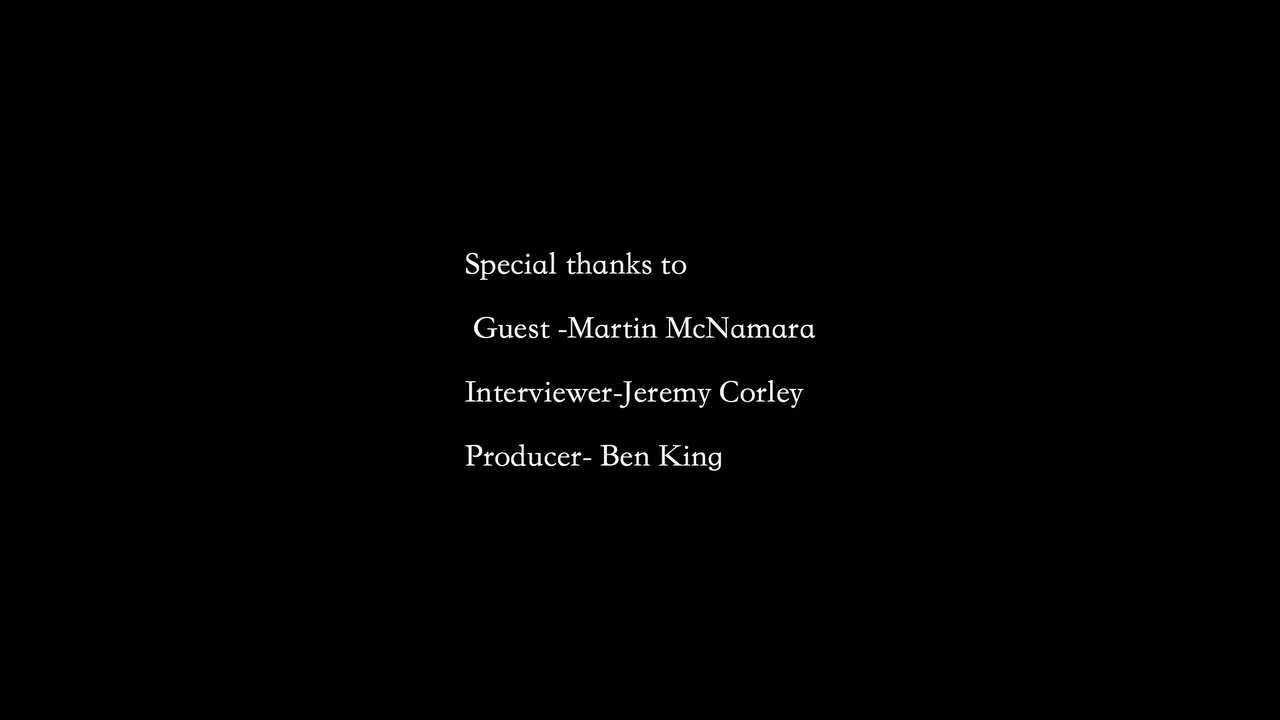 Special thanks to
Guest -Martin McNamara
Interviewer-Jeremy Corley
Producer- Ben King